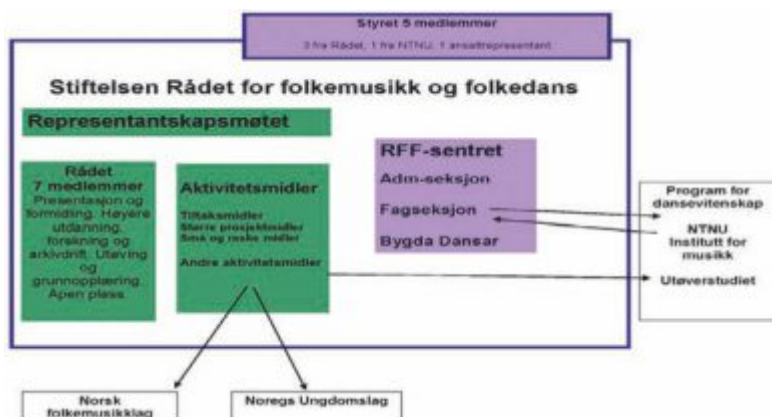 Styret 5 medlemmer
3 fra Rådet, 1 fra NTNU, 1 ansattrepresentant
Stiftelsen Rådet for folkemusikk og folkedans
Representantskapsmøtet
Rådet
7 medlemmer
Presentasjon og
formidling. Høyere
utdanning,
forskning og
arkivdrift. Utøving
og
grunnopplæring.
Åpen plass
Aktivitetsmidler
Tiltaksmidler
Større prosjektmidler
Små og raske midler
Andre aktivitetsmidler
RFF-sentret
Adm-seksjon
Fagseksjon
Bygda Dansar
Program for
dansevitenskap
NTNU
Institutt for
musikk
Utøverstudiet
Norsk
folkemusikklag
Noregs Ungdomslag